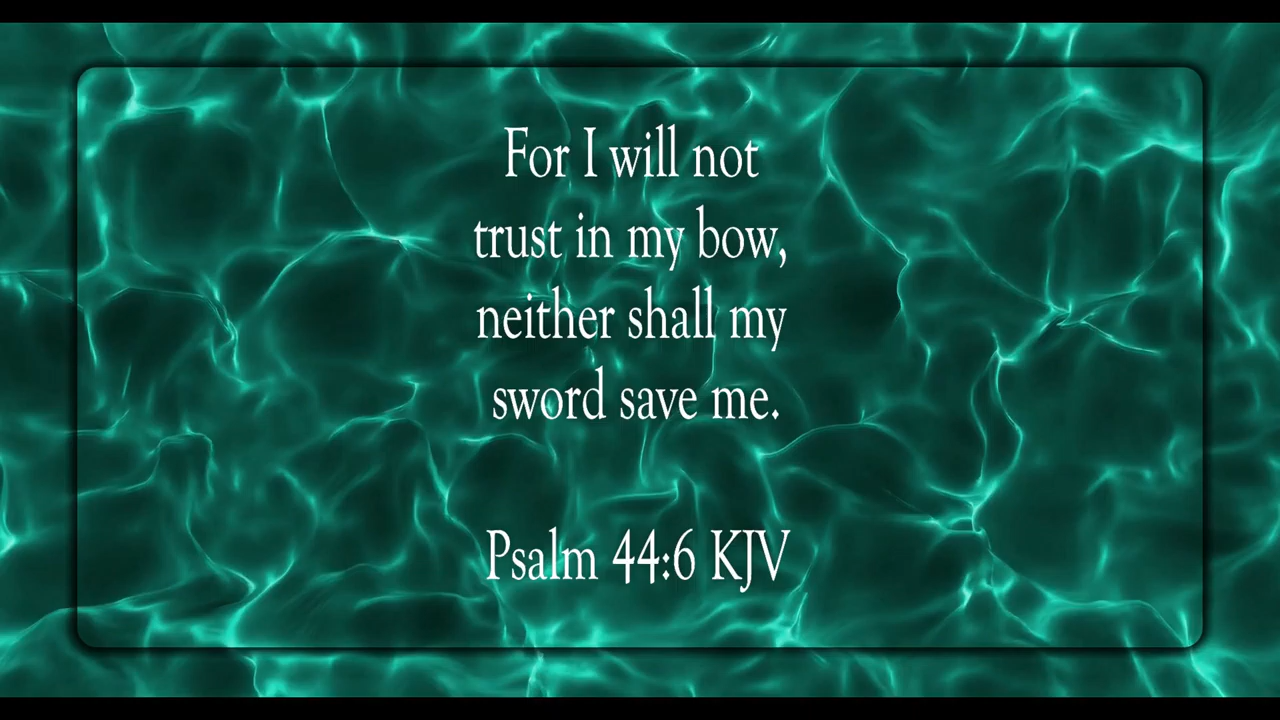 For I will not
trust in my bow,
neither shall my
sword save me.
Psalm 44:6 KJV